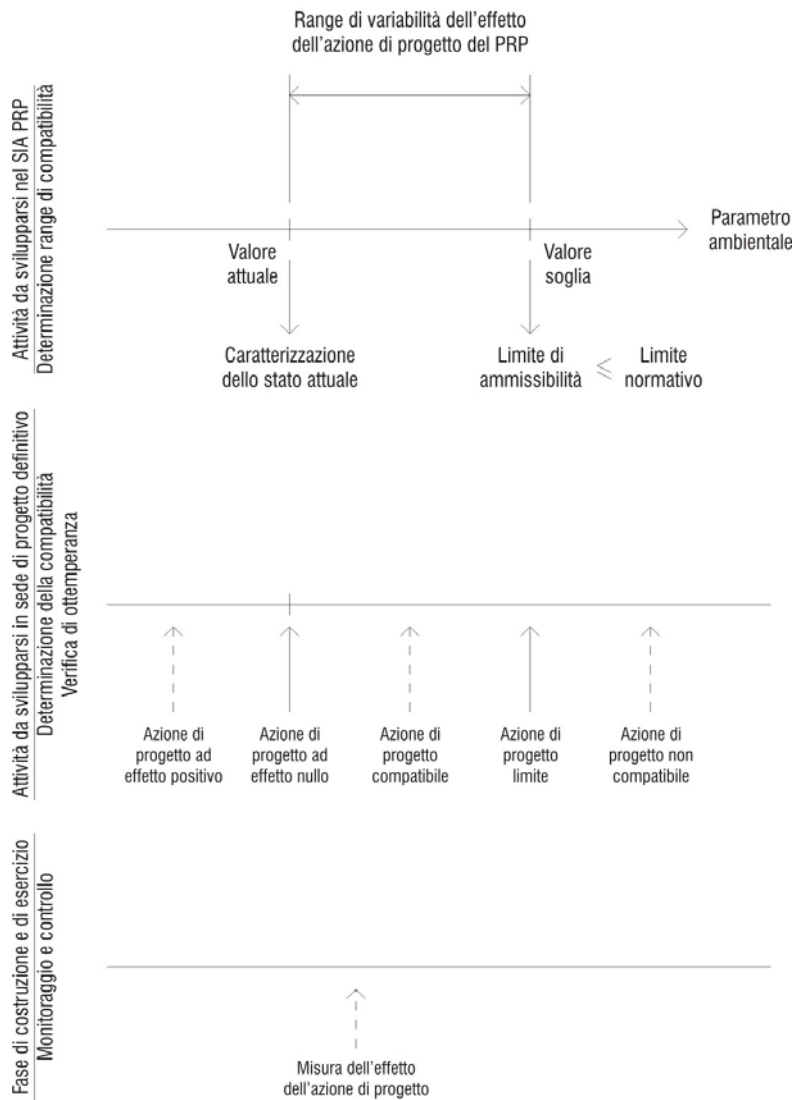 Range di variabilità dell'effetto
dell'azione di progetto del PRP
Attività da svilupparsi nel SIA PRP
Determinazione range di compatibilità
Parametro
ambientale
Valore
attuale
Valore
soglia
Caratterizzazione
dello stato attuale
Limite di
ammissibilità
⩽
Limite
normativo
Attività da svilupparsi in sede di progetto definitivo
Determinazione della compatibilità
Verifica di ottemperanza
Azione di
progetto ad
effetto positivo
Azione di
progetto ad
effetto nullo
Azione di
progetto
compatibile
Azione di
progetto
limite
Azione di
progetto non
compatibile
Fase di costruzione e di esercizio
Monitoraggio e controllo
Misura dell'effetto
dell'azione di progetto